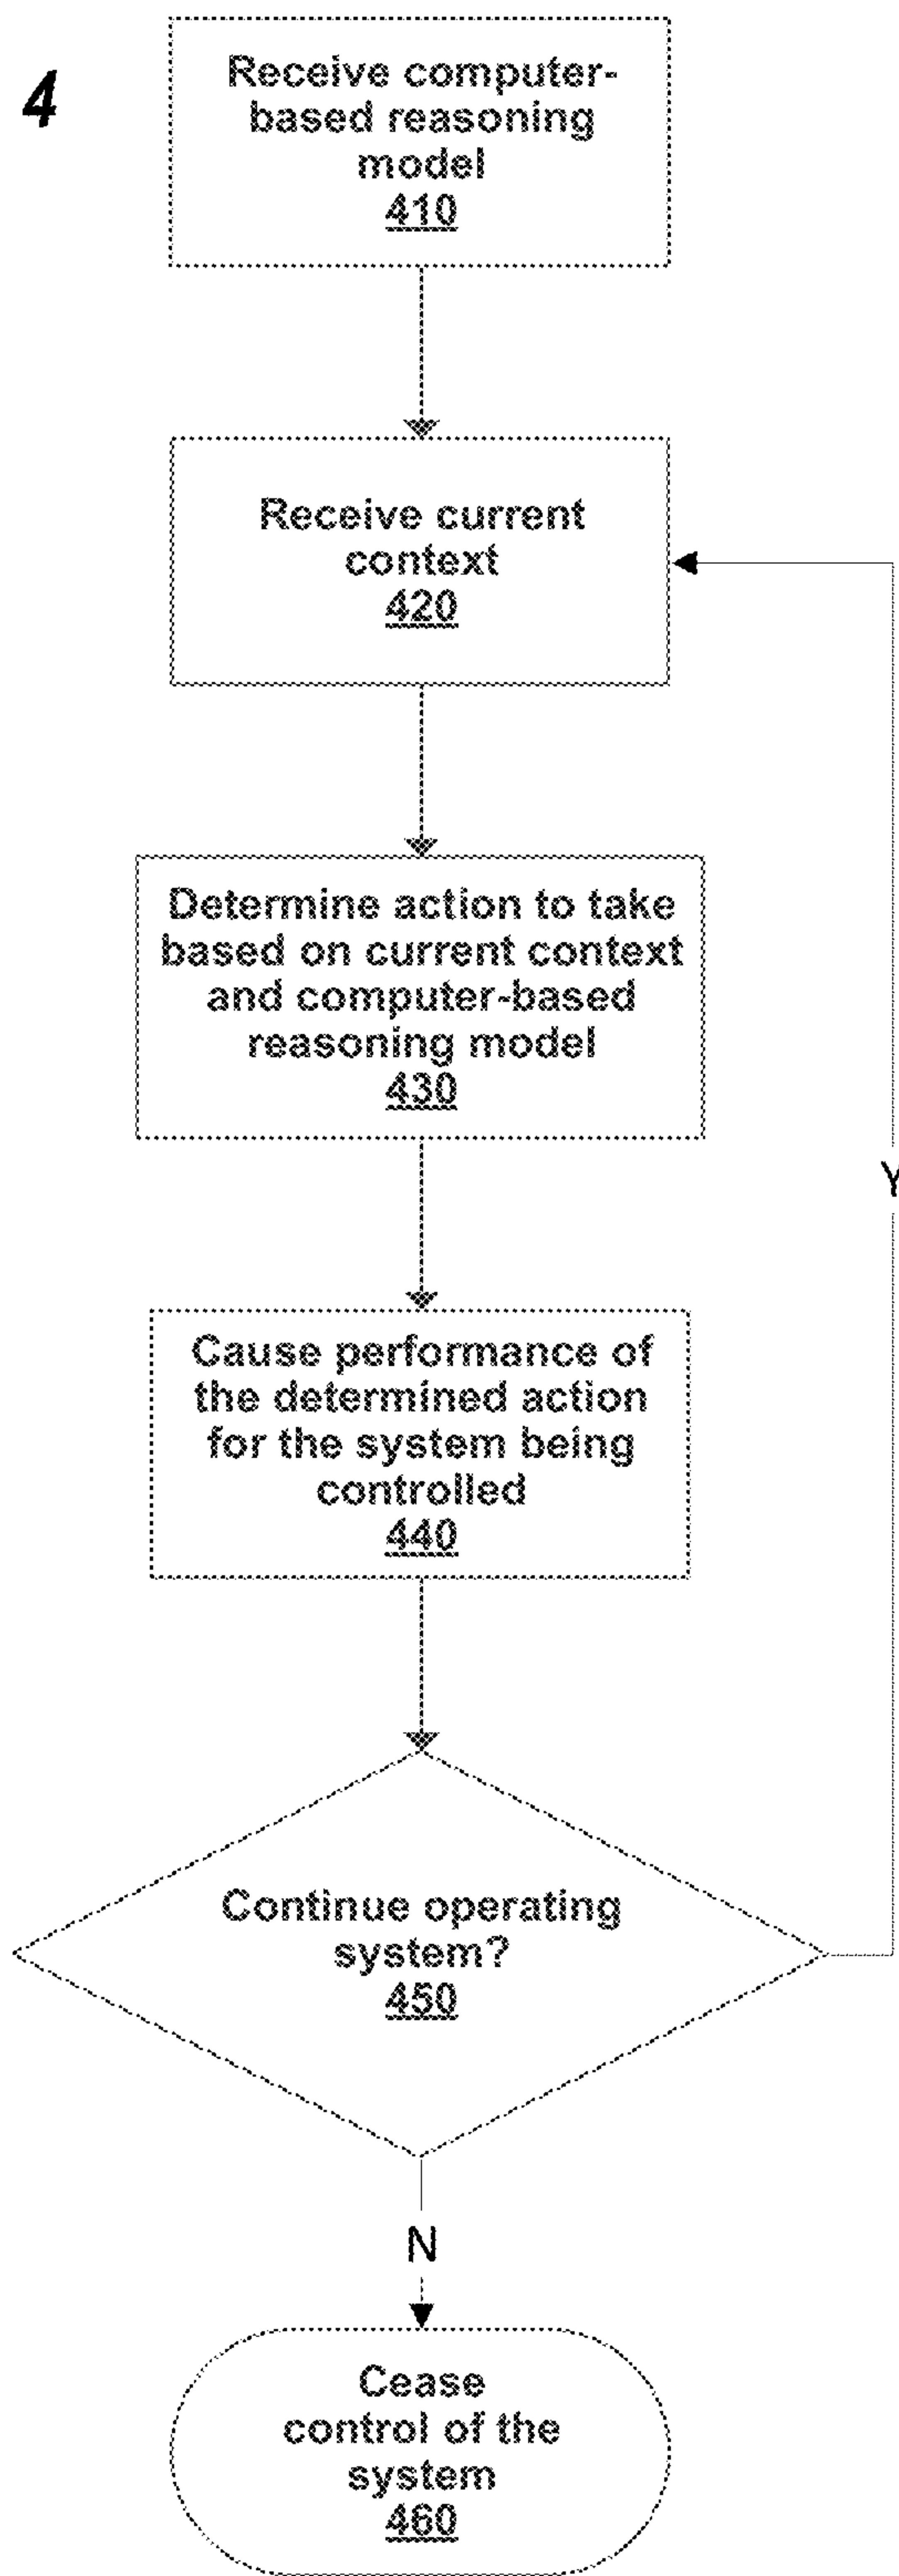 4
Receive computer-
based reasoning
model
410
Receive current
context
420
Determine action to take
based on current context
and computer-based
reasoning model
430
Y
Cause performance of
the determined action
for the system being
controlled
440
Continue operating
system?
450
N
Cease
control of the
system
460